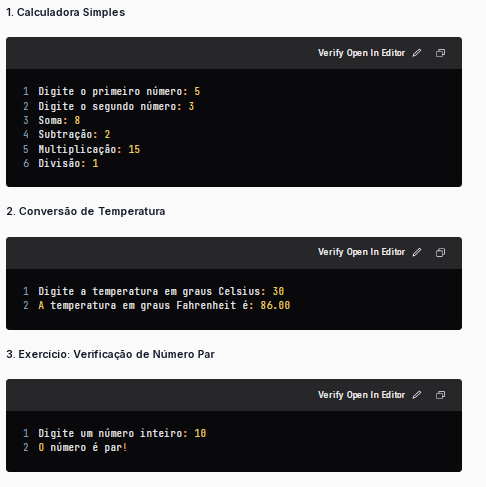 1. Calculadora Simples
Verify Open In Editor
1 Digite o primeiro número: 5
2 Digite o segundo número: 3
3 Soma: 8
4 Subtração: 2
5 Multiplicação: 15
6 Divisão: 1
2. Conversão de Temperatura
Verify Open In Editor
1 Digite a temperatura em graus Celsius: 30
2 A temperatura em graus Fahrenheit é: 86.00
3. Exercício: Verificação de Número Par
Verify Open In Editor
1 Digite um número inteiro: 10
2 O número é par!